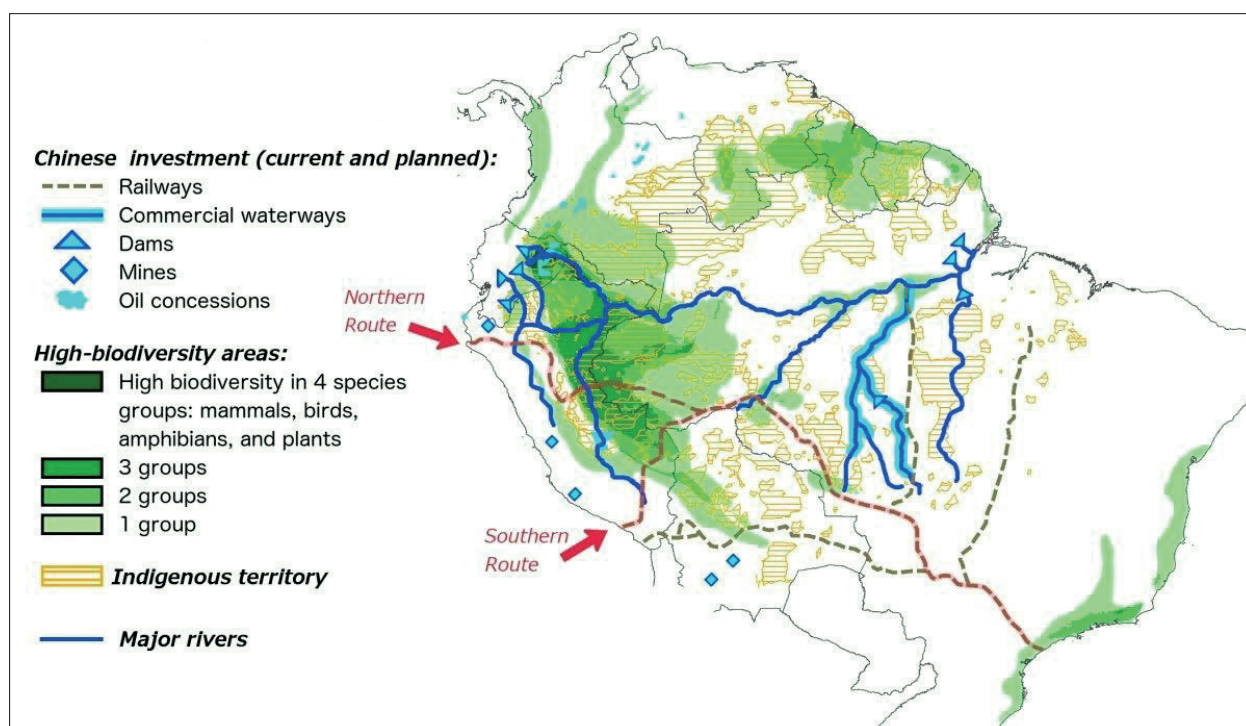 Chinese investment (current and planned):
Railways
Commercial waterways
Dams
Mines
Oil concessions
High-biodiversity areas:
High biodiversity in 4 species
groups: mammals, birds,
amphibians, and plants
3 groups
2 groups
1 group
Indigenous territory
Major rivers
Northern
Route
Southern
Route